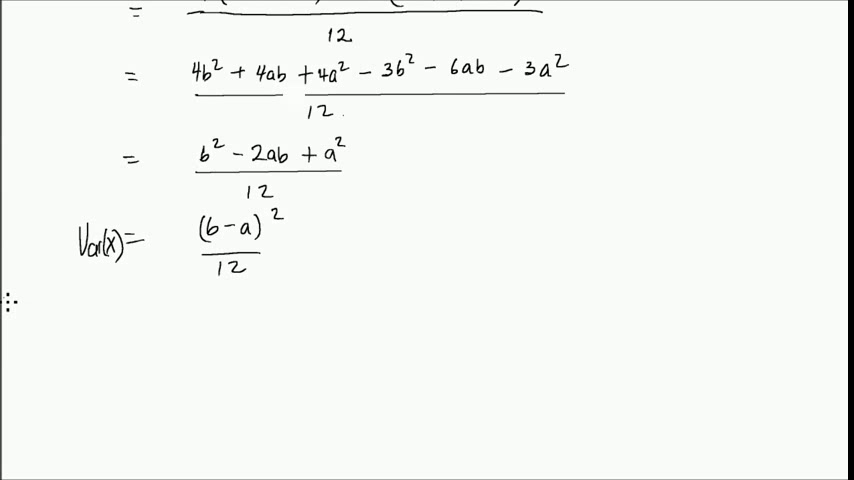 =
12
= 4b² + 4ab + 4a² - 3b² - 6ab - 3a²
12
= b² - 2ab + a²
12
Var(x) = (b-a)²
12